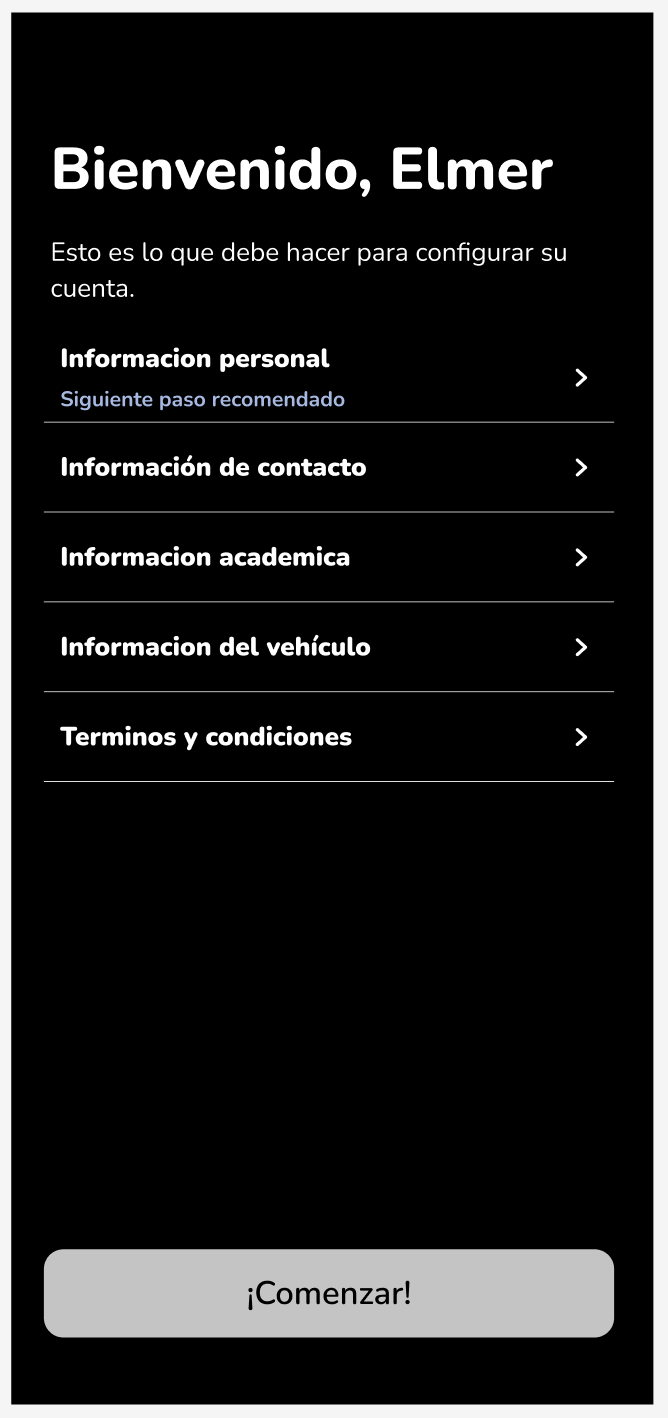 Bienvenido, Elmer
Esto es lo que debe hacer para configurar su
cuenta.
Informacion personal
Siguiente paso recomendado
Información de contacto
Informacion academica
Informacion del vehículo
Terminos y condiciones
¡Comenzar!